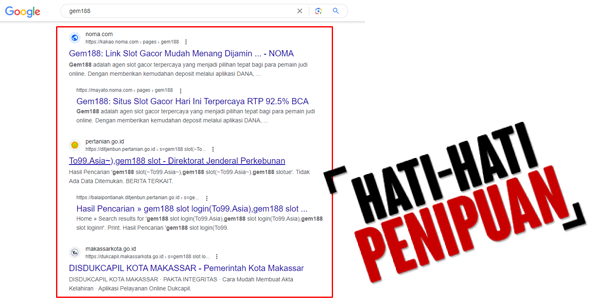 Google
gem188
noma.com
https://kakao.noma.com › pages › gem188
Gem188: Link Slot Gacor Mudah Menang Dijamin ... - NOMA
Gem188 adalah agen slot gacor terpercaya yang menjadi pilihan tepat bagi para pemain judi
online. Dengan memberikan kemudahan deposit melalui aplikasi DANA, ...
https://mayato.noma.com › pages › gem188
Gem188: Situs Slot Gacor Hari Ini Terpercaya RTP 92.5% BCA
Gem188 adalah agen slot gacor terpercaya yang menjadi pilihan tepat bagi para pemain judi
online. Dengan memberikan kemudahan deposit melalui aplikasi DANA, ...
pertanian.go.id
https://ditjenbun.pertanian.go.id › s=gem188 slot(~To...
To99.Asia~),gem188 slot - Direktorat Jenderal Perkebunan
Hasil Pencarian 'gem188 slot(~To99.Asia~),gem188 slot(~To99.Asia~),gem188 slotue'. Tidak
Ada Data Ditemukan. BERITA TERKAIT.
https://balaipontianak.ditjenbun.pertanian.go.id › s=ge...
Hasil Pencarian » gem188 slot login(To99.Asia),gem188 slot ...
Home » Search results for 'gem188 slot login(To99.Asia),gem188 slot login(To99.Asia),gem188
slot loginn'. Print. Hasil Pencarian 'gem188 slot login(To99.
makassarkota.go.id
https://dukcapil.makassarkota.go.id › s=gem188 slot lo...
DISDUKCAPIL KOTA MAKASSAR - Pemerintah Kota Makassar
DISDUKCAPIL KOTA MAKASSAR · PAKTA INTEGRITAS · Cara Mudah Membuat Akta
Kelahiran · Aplikasi Pelayanan Online Dukcapil.
HATI-HATI
PENIPUAN